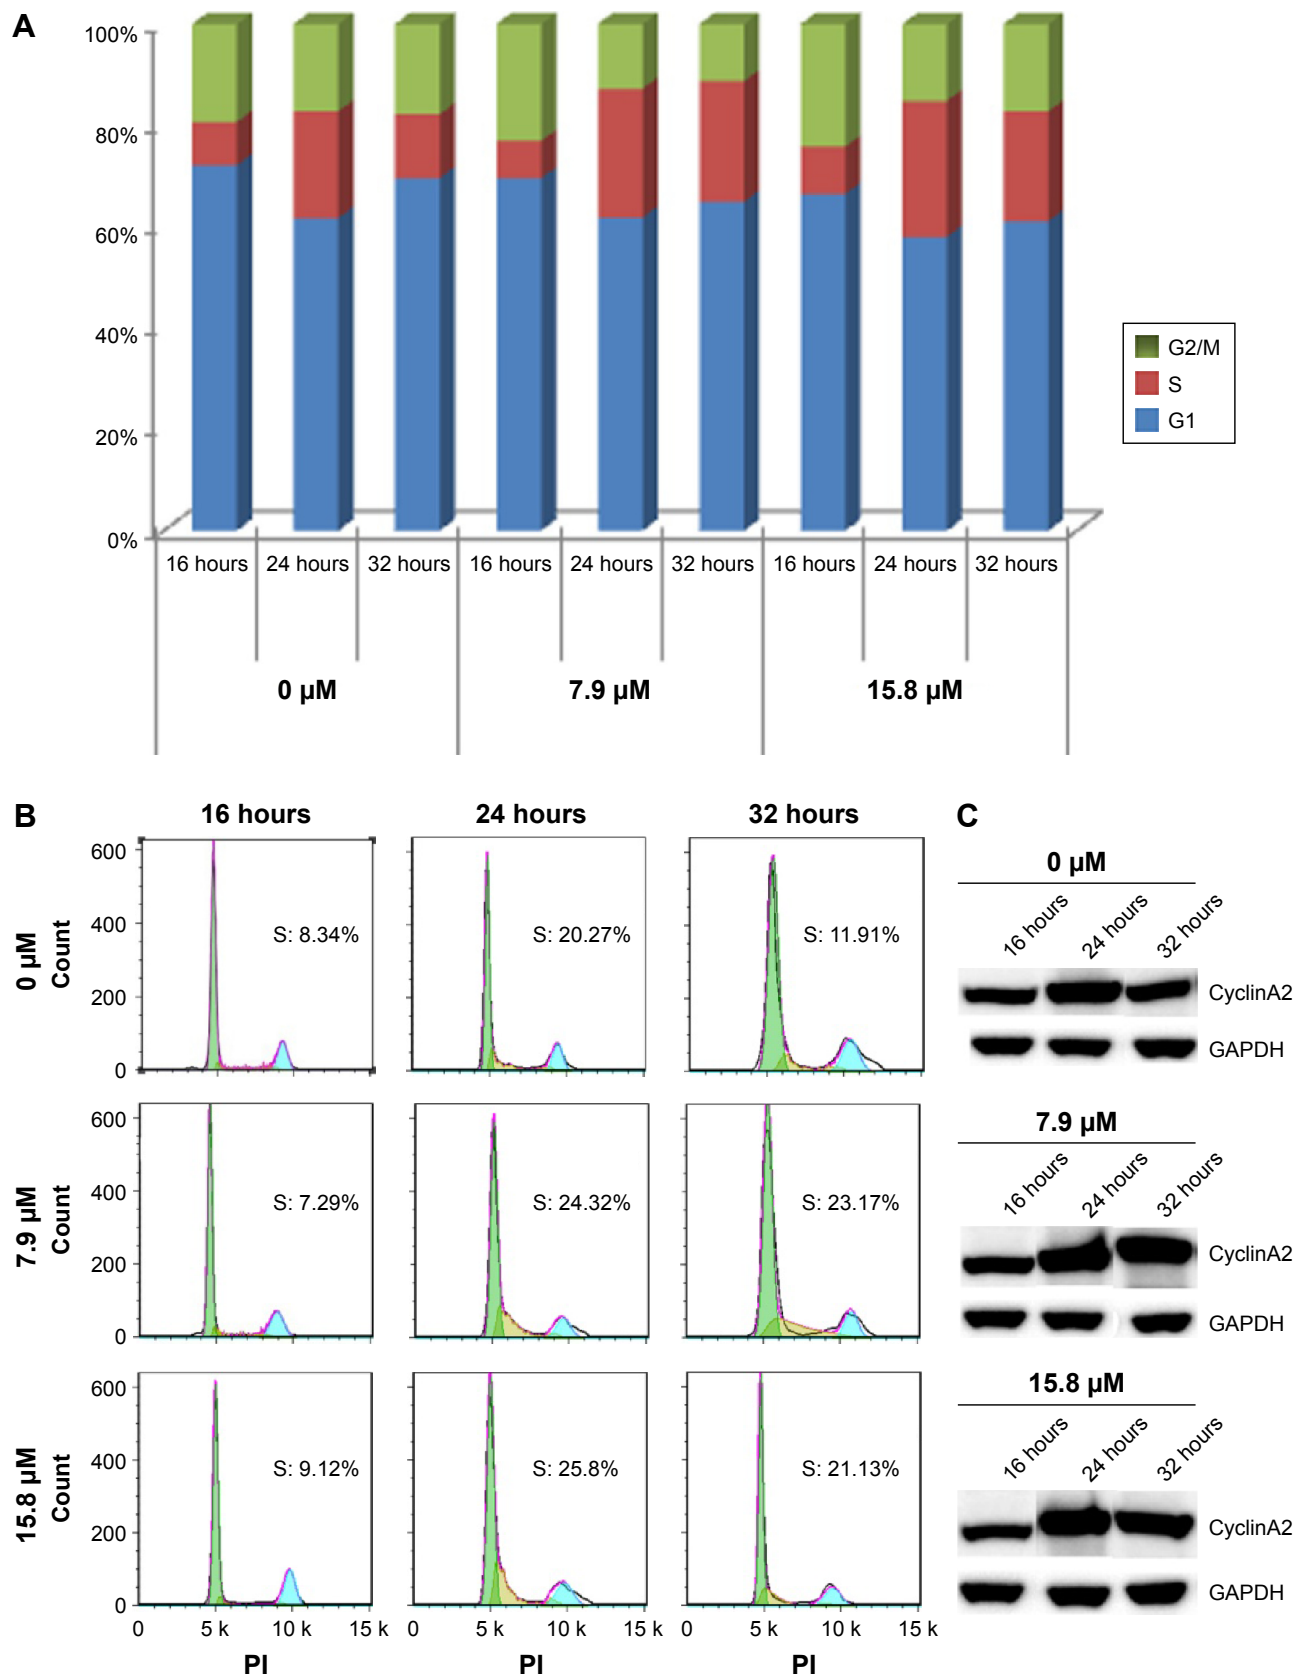 A
100%
80%
60%
40%
20%
0%
G2/M
S
G1
16 hours 24 hours 32 hours 16 hours 24 hours 32 hours 16 hours 24 hours 32 hours
0 µM 7.9 µM 15.8 µM
B
16 hours 24 hours 32 hours
0 µM
Count
600
400
200
0
S: 8.34% S: 20.27% S: 11.91%
7.9 µM
Count
600
400
200
0
S: 7.29% S: 24.32% S: 23.17%
15.8 µM
Count
600
400
200
0
S: 9.12% S: 25.8% S: 21.13%
0 5 k 10 k 15 k 0 5 k 10 k 15 k 0 5 k 10 k 15 k
PI PI PI
C
0 µM
16 hours 24 hours 32 hours
CyclinA2
GAPDH
7.9 µM
16 hours 24 hours 32 hours
CyclinA2
GAPDH
15.8 µM
16 hours 24 hours 32 hours
CyclinA2
GAPDH